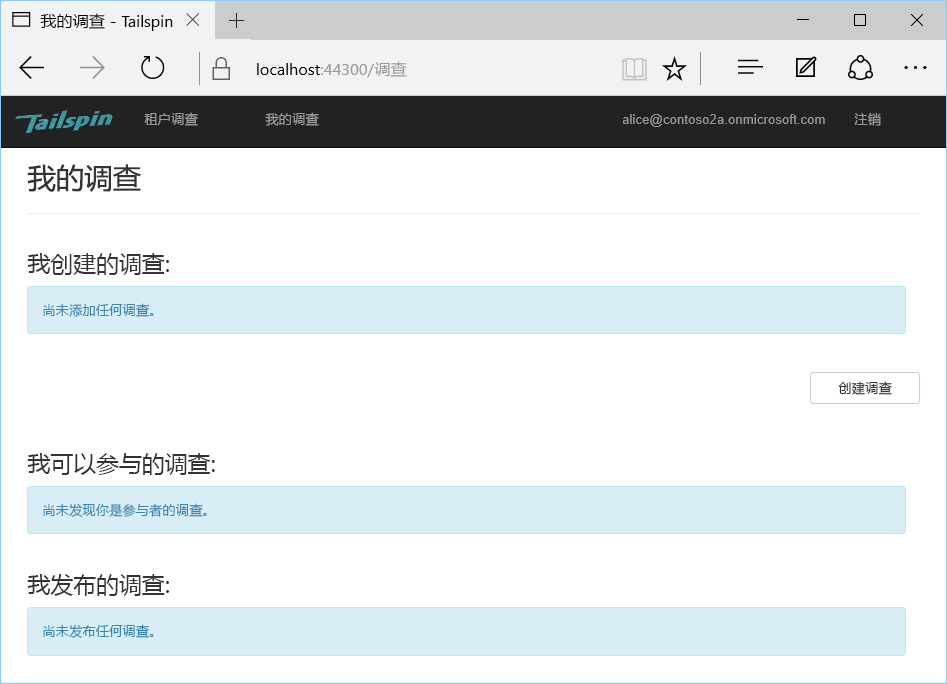 我的调查 - Tailspin
localhost:44300/调查
Tailspin 租户调查 我的调查 alice@contoso2a.onmicrosoft.com 注销
我的调查
我创建的调查:
尚未添加任何调查。
创建调查
我可以参与的调查:
尚未发现你是参与者的调查。
我发布的调查:
尚未发布任何调查。